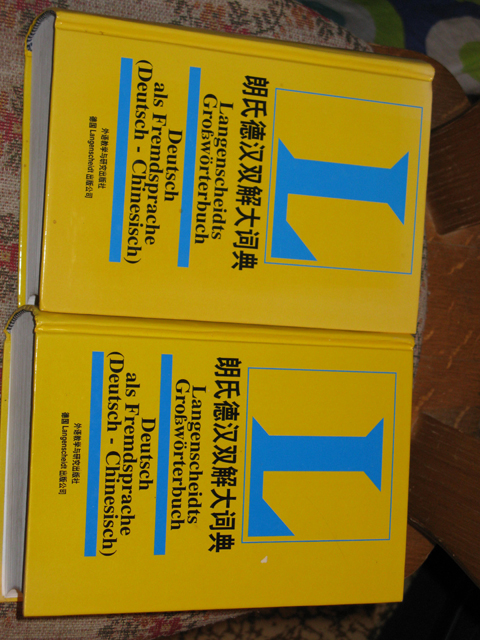 L
朗氏德汉双解大词典
Langenscheidts
Großwörterbuch
Deutsch
als Fremdsprache
(Deutsch - Chinesisch)
外语教学与研究出版社
德国 Langenscheidt 出版公司
L
朗氏德汉双解大词典
Langenscheidts
Großwörterbuch
Deutsch
als Fremdsprache
(Deutsch - Chinesisch)
外语教学与研究出版社
德国 Langenscheidt 出版公司